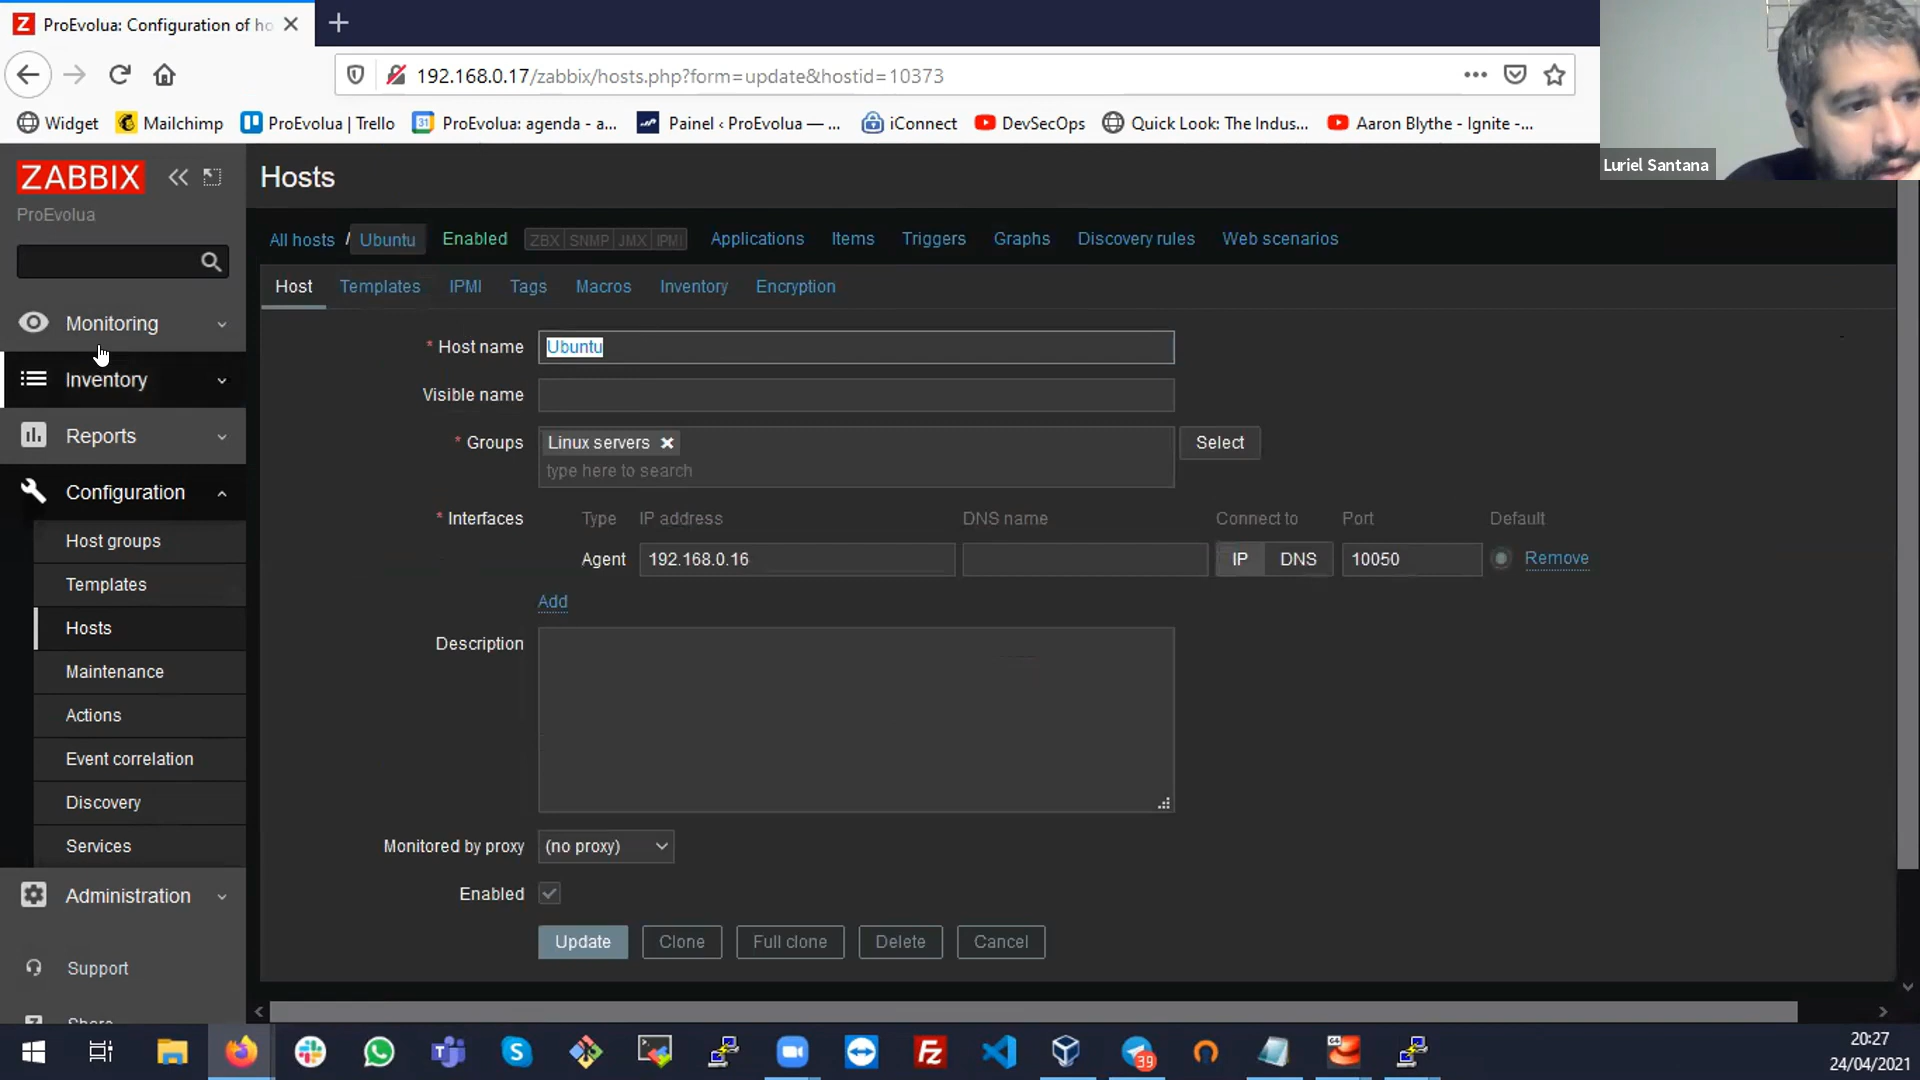 ProEvolua: Configuration of ho
192.168.0.17/zabbix/hosts.php?form=update&hostid=10373
Widget Mailchimp ProEvolua | Trello 31 ProEvolua: agenda - a... Painel ‹ ProEvolua — ... iConnect DevSecOps Quick Look: The Indus... Aaron Blythe - Ignite -...
Luriel Santana
ZABBIX
ProEvolua
Monitoring
Inventory
Reports
Configuration
Host groups
Templates
Hosts
Maintenance
Actions
Event correlation
Discovery
Services
Administration
Support
Share
Hosts
All hosts / Ubuntu Enabled ZBX SNMP JMX IPMI Applications Items Triggers Graphs Discovery rules Web scenarios
Host Templates IPMI Tags Macros Inventory Encryption
* Host name Ubuntu
Visible name
* Groups Linux servers Select
type here to search
* Interfaces Type IP address DNS name Connect to Port Default
Agent 192.168.0.16 IP DNS 10050 Remove
Add
Description
Monitored by proxy (no proxy)
Enabled
Update Clone Full clone Delete Cancel
39
64
20:27
24/04/2021